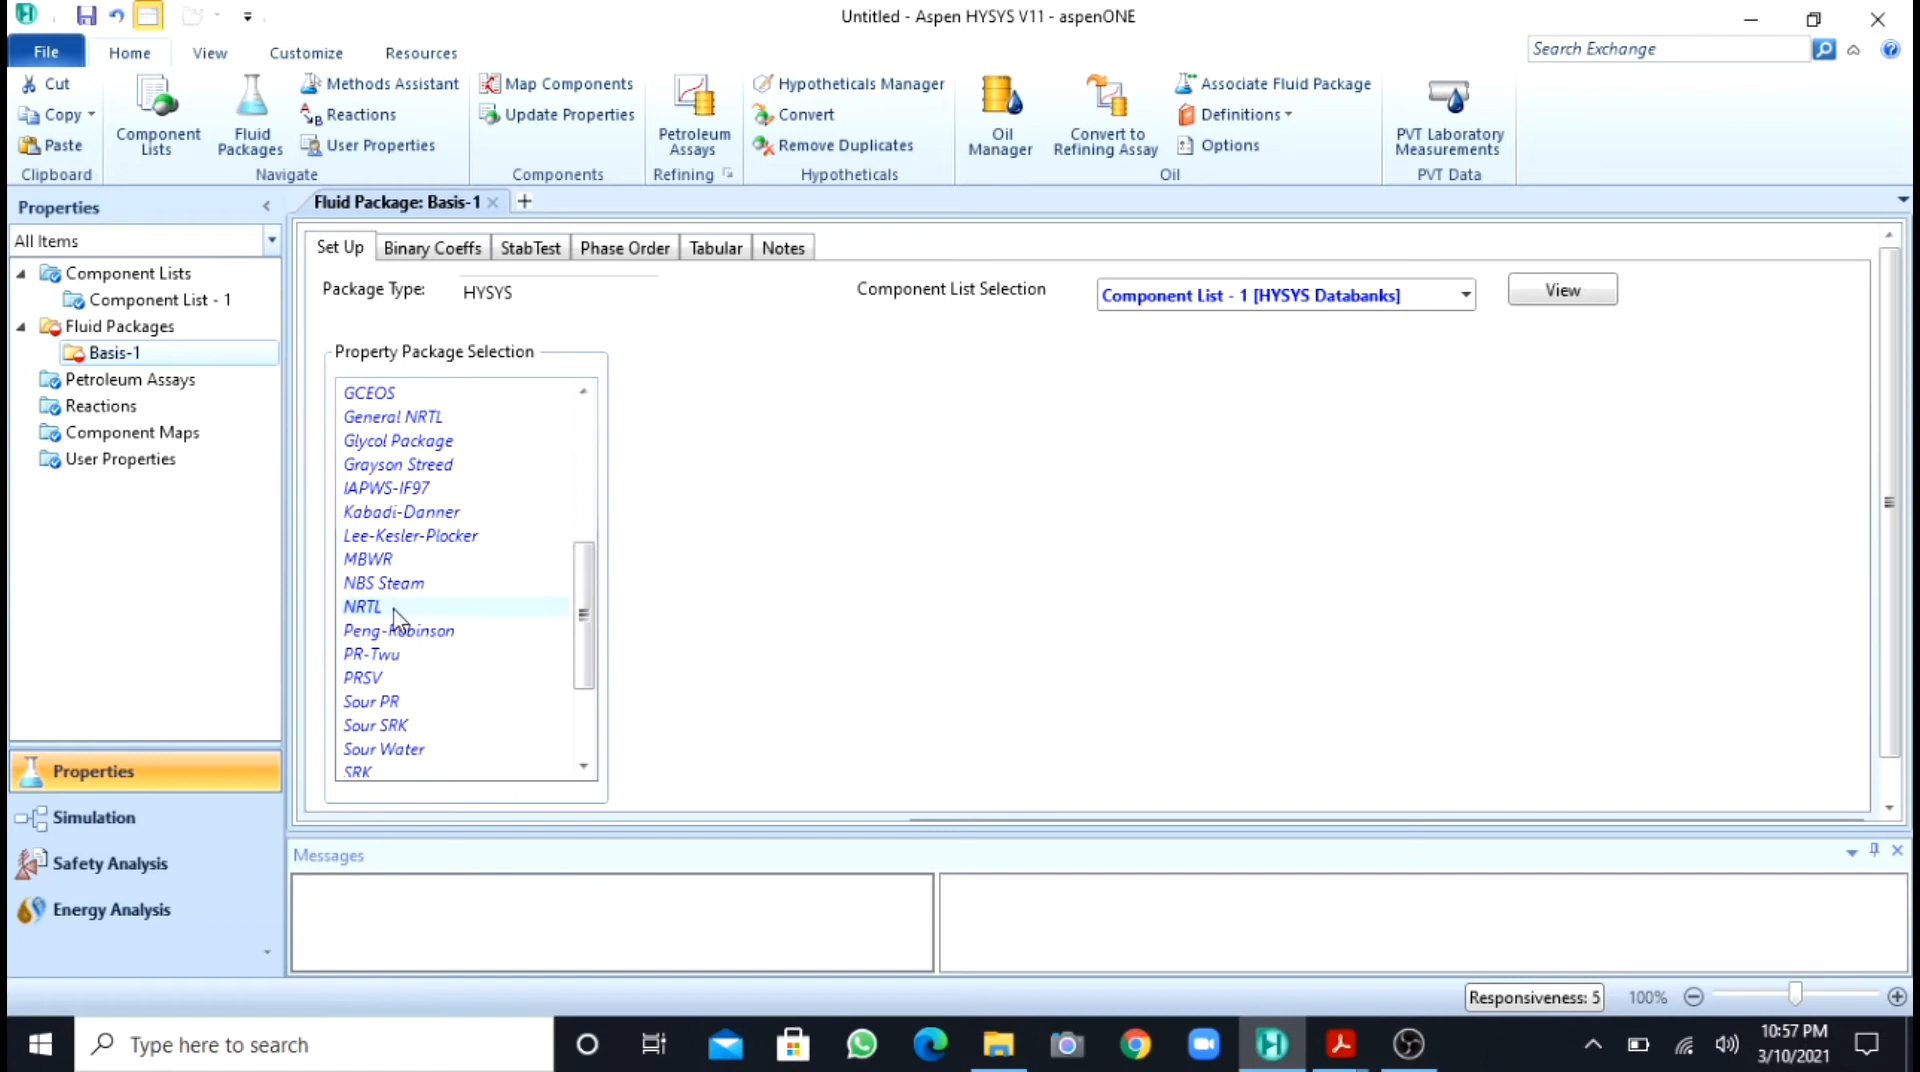 Untitled - Aspen HYSYS V11 - aspenONE
File
Home
View
Customize
Resources
Search Exchange
Cut
Copy
Paste
Clipboard
Component Lists
Fluid Packages
Methods Assistant
Reactions
User Properties
Navigate
Map Components
Update Properties
Components
Petroleum Assays
Refining
Hypotheticals Manager
Convert
Remove Duplicates
Hypotheticals
Oil Manager
Convert to Refining Assay
Associate Fluid Package
Definitions
Options
Oil
PVT Laboratory Measurements
PVT Data
Properties
All Items
Component Lists
Component List - 1
Fluid Packages
Basis-1
Petroleum Assays
Reactions
Component Maps
User Properties
Properties
Simulation
Safety Analysis
Energy Analysis
Fluid Package: Basis-1
Set Up
Binary Coeffs
StabTest
Phase Order
Tabular
Notes
Package Type:
HYSYS
Component List Selection
Component List - 1 [HYSYS Databanks]
View
Property Package Selection
GCEOS
General NRTL
Glycol Package
Grayson Streed
IAPWS-IF97
Kabadi-Danner
Lee-Kesler-Plocker
MBWR
NBS Steam
NRTL
Peng-Robinson
PR-Twu
PRSV
Sour PR
Sour SRK
Sour Water
SRK
Messages
Responsiveness: 5
100%
Type here to search
10:57 PM
3/10/2021